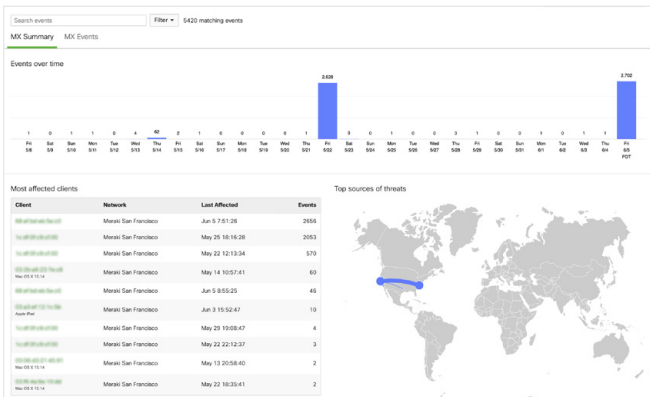 Search events Filter 5420 matching events
MX Summary MX Events
Events over time
2,628 2,702
1 0 1 1 2 4 62 2 1 0 0 0 0 1 0 1 0 0 3 1 0 0 1 0 1 1
Fri Sat Sun Mon Tue Wed Thu Fri Sat Sun Mon Tue Wed Thu Fri Sat Sun Mon Tue Wed Thu Fri Sat Sun Mon Tue Wed Thu Fri
5/8 5/9 5/10 5/11 5/12 5/13 5/14 5/15 5/16 5/17 5/18 5/19 5/20 5/21 5/22 5/23 5/24 5/25 5/26 5/27 5/28 5/29 5/30 5/31 6/1 6/2 6/3 6/4 6/5
PDT
Most affected clients Top sources of threats
Client Network Last Affected Events
Meraki San Francisco Jun 5 7:51:26 2656
Meraki San Francisco May 25 18:16:28 2053
Meraki San Francisco May 22 12:13:34 570
Meraki San Francisco May 14 10:57:41 60
Mac OS X 10.14
Meraki San Francisco Jun 5 8:55:25 45
Meraki San Francisco Jun 3 15:52:47 10
Apple iPad
Meraki San Francisco May 29 19:08:47 4
Meraki San Francisco May 22 22:12:37 3
Meraki San Francisco May 13 20:58:40 2
Mac OS X 10.14
Meraki San Francisco May 22 18:35:41 2
Mac OS X 10.14